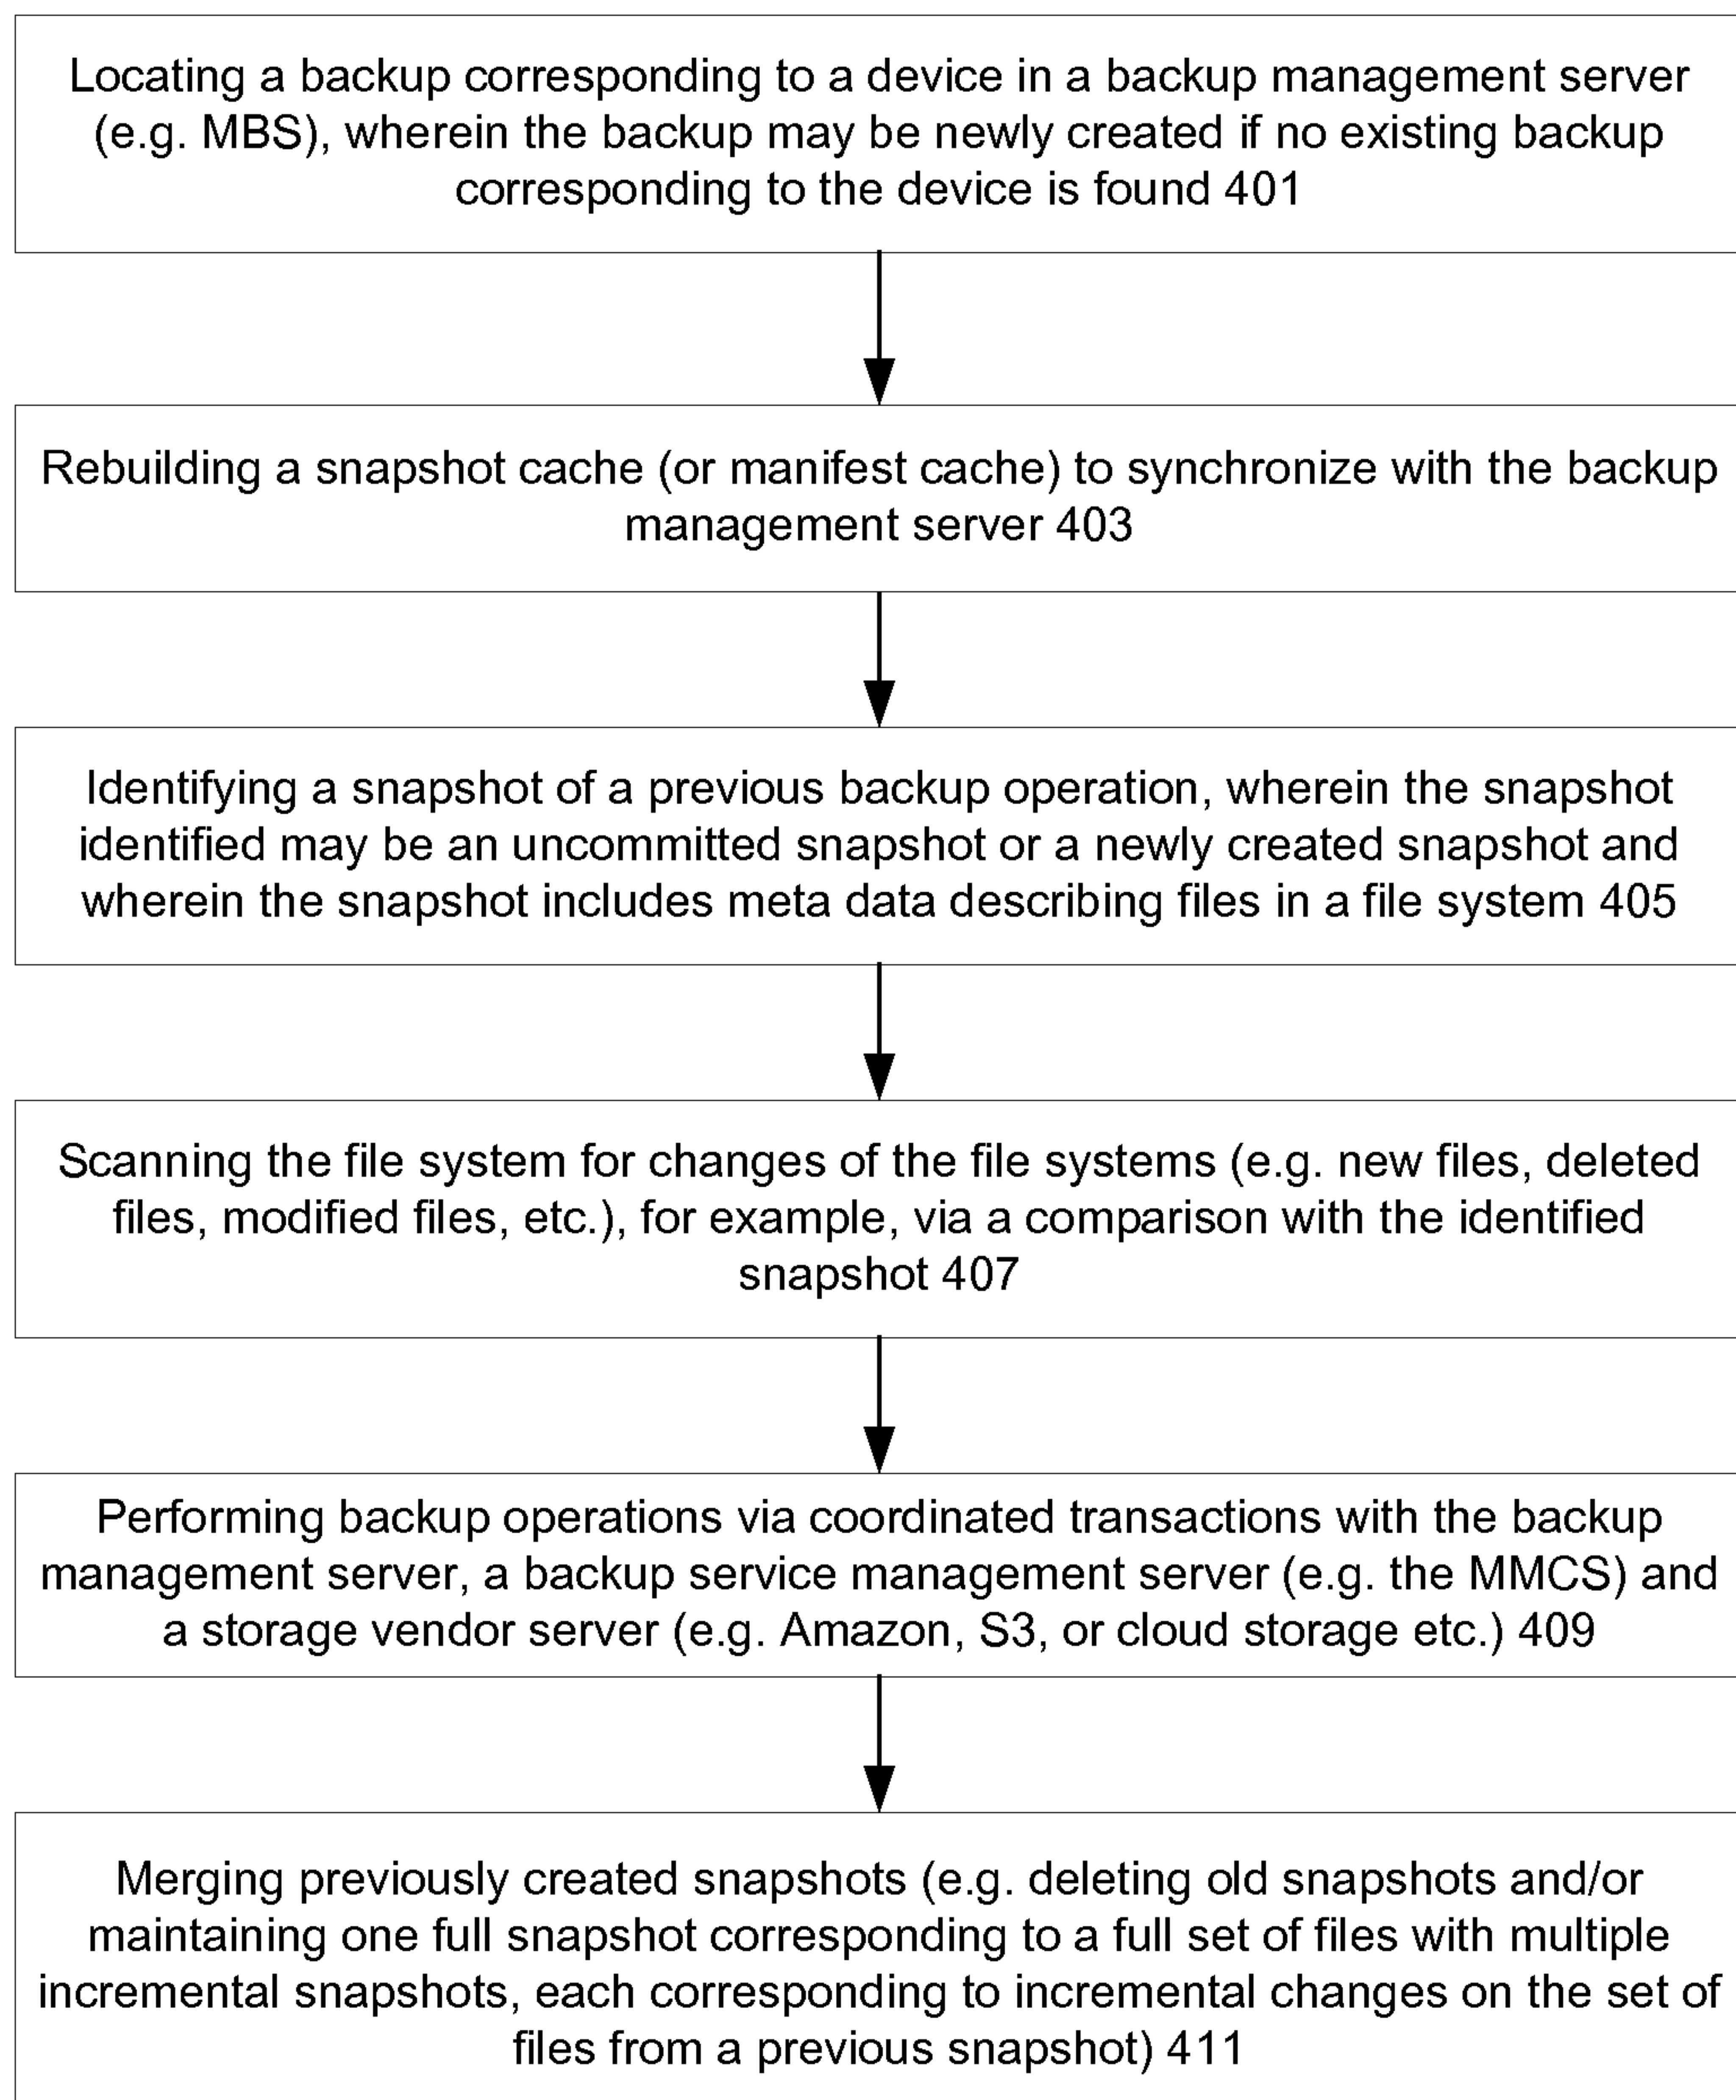 Locating a backup corresponding to a device in a backup management server
(e.g. MBS), wherein the backup may be newly created if no existing backup
corresponding to the device is found 401
Rebuilding a snapshot cache (or manifest cache) to synchronize with the backup
management server 403
Identifying a snapshot of a previous backup operation, wherein the snapshot
identified may be an uncommitted snapshot or a newly created snapshot and
wherein the snapshot includes meta data describing files in a file system 405
Scanning the file system for changes of the file systems (e.g. new files, deleted
files, modified files, etc.), for example, via a comparison with the identified
snapshot 407
Performing backup operations via coordinated transactions with the backup
management server, a backup service management server (e.g. the MMCS) and
a storage vendor server (e.g. Amazon, S3, or cloud storage etc.) 409
Merging previously created snapshots (e.g. deleting old snapshots and/or
maintaining one full snapshot corresponding to a full set of files with multiple
incremental snapshots, each corresponding to incremental changes on the set of
files from a previous snapshot) 411